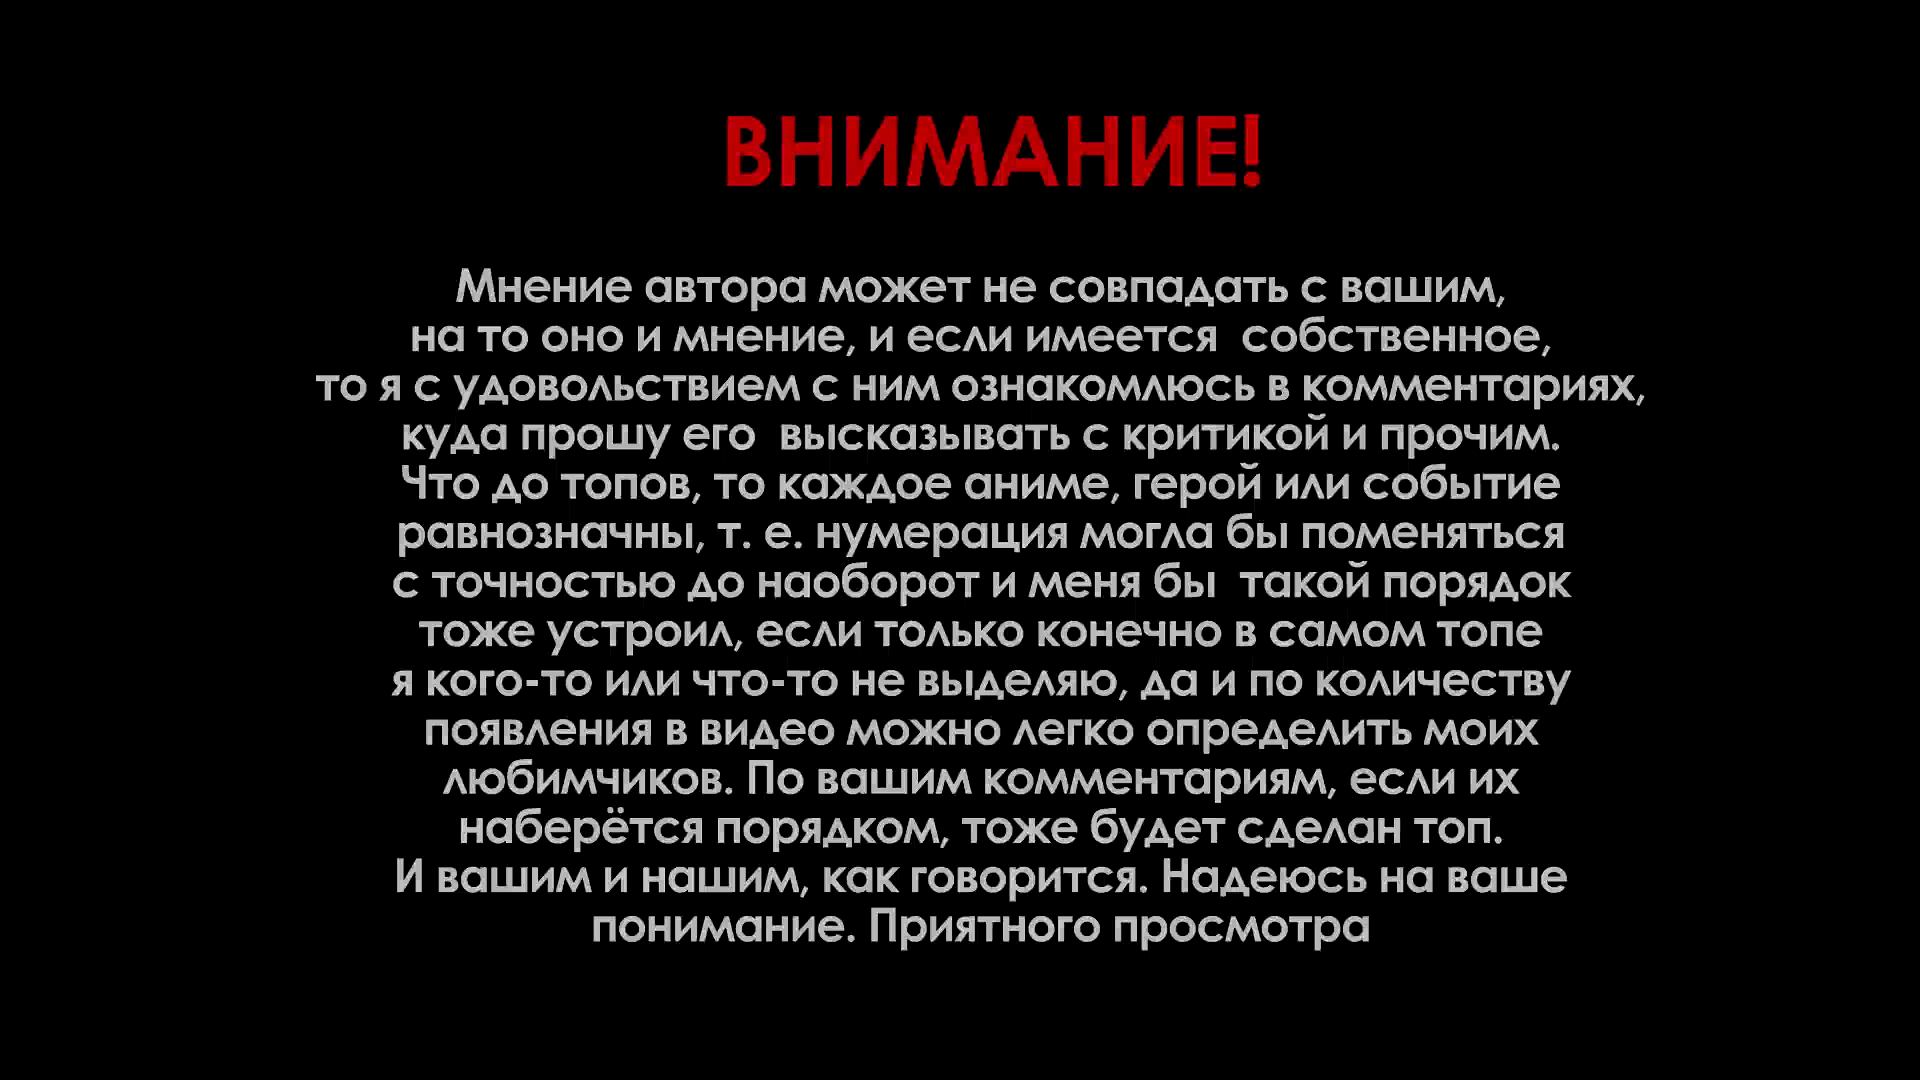 ВНИМАНИЕ!
Мнение автора может не совпадать с вашим,
на то оно и мнение, и если имеется собственное,
то я с удовольствием с ним ознакомлюсь в комментариях,
куда прошу его высказывать с критикой и прочим.
Что до топов, то каждое аниме, герой или событие
равнозначны, т. е. нумерация могла бы поменяться
с точностью до наоборот и меня бы такой порядок
тоже устроил, если только конечно в самом топе
я кого-то или что-то не выделяю, да и по количеству
появления в видео можно легко определить моих
любимчиков. По вашим комментариям, если их
наберётся порядком, тоже будет сделан топ.
И вашим и нашим, как говорится. Надеюсь на ваше
понимание. Приятного просмотра